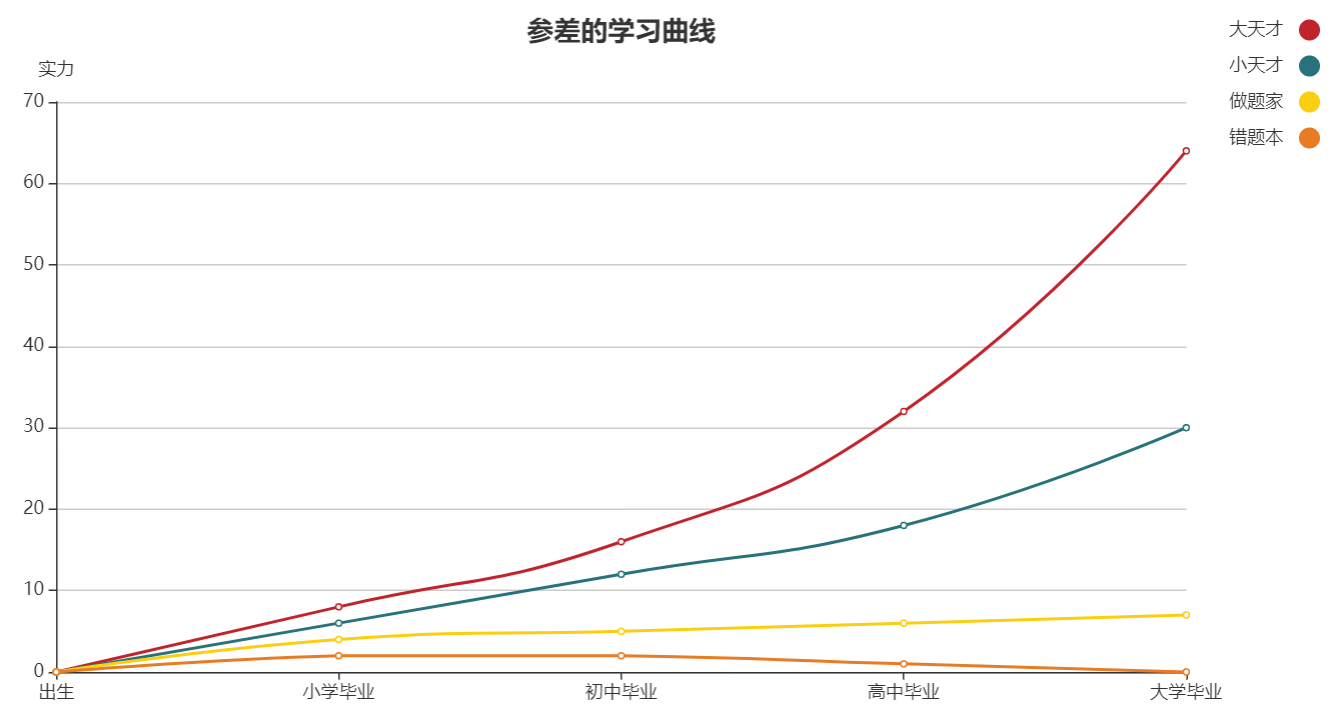 参差的学习曲线
大天才
小天才
做题家
错题本
实力
70
60
50
40
30
20
10
0
出生
小学毕业
初中毕业
高中毕业
大学毕业